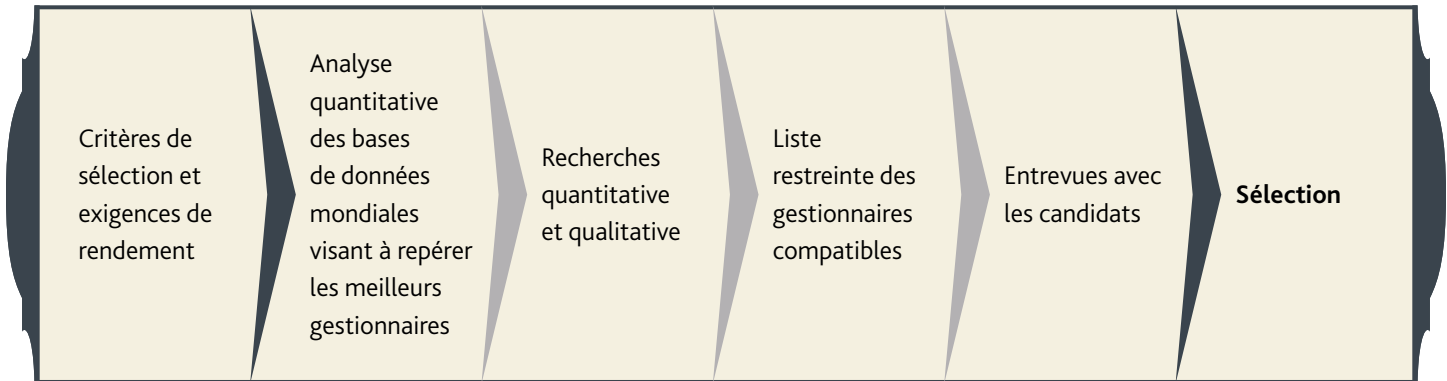 Critères de
sélection et
exigences de
rendement
Analyse
quantitative
des bases
de données
mondiales
visant à repérer
les meilleurs
gestionnaires
Recherches
quantitative
et qualitative
Liste
restreinte des
gestionnaires
compatibles
Entrevues avec
les candidats
Sélection